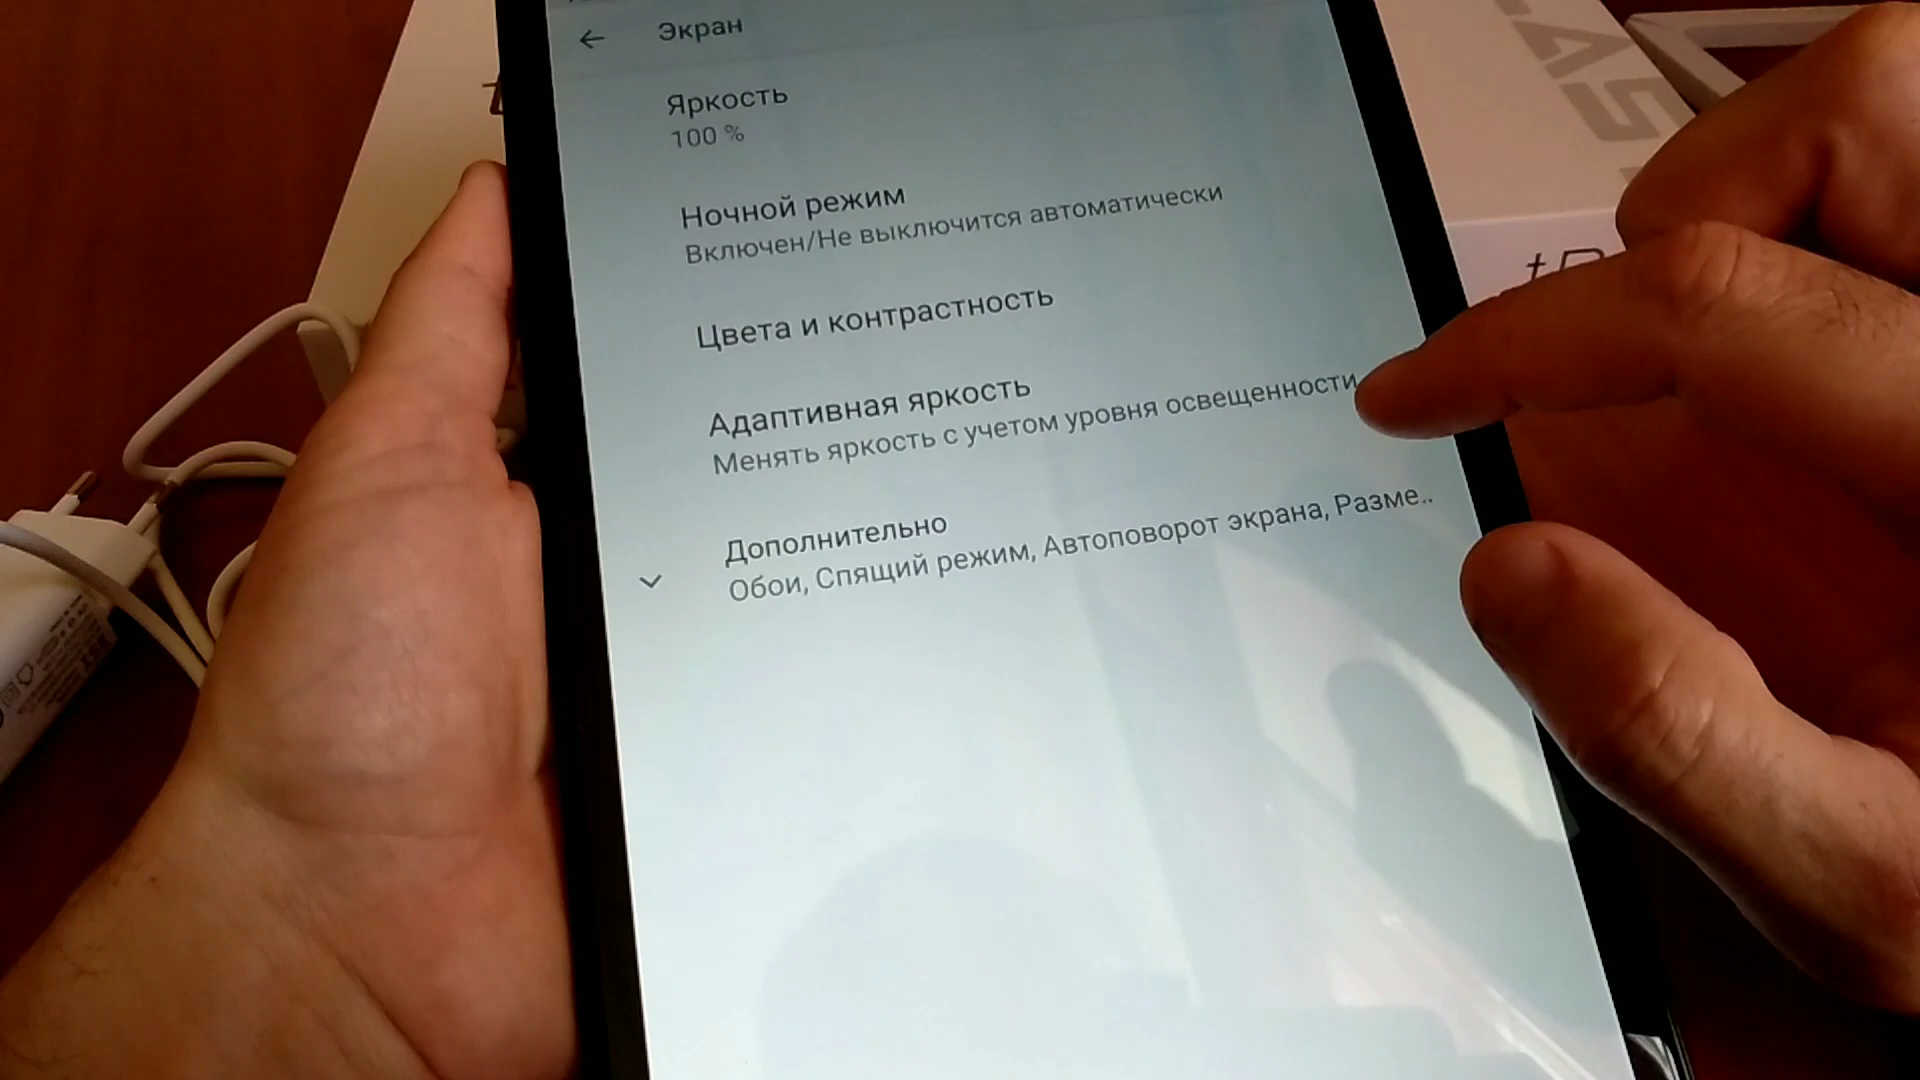 Экран
Яркость
100 %
Ночной режим
Включен/Не выключится автоматически
Цвета и контрастность
Адаптивная яркость
Менять яркость с учетом уровня освещенности
Дополнительно
Обои, Спящий режим, Автоповорот экрана, Разме..